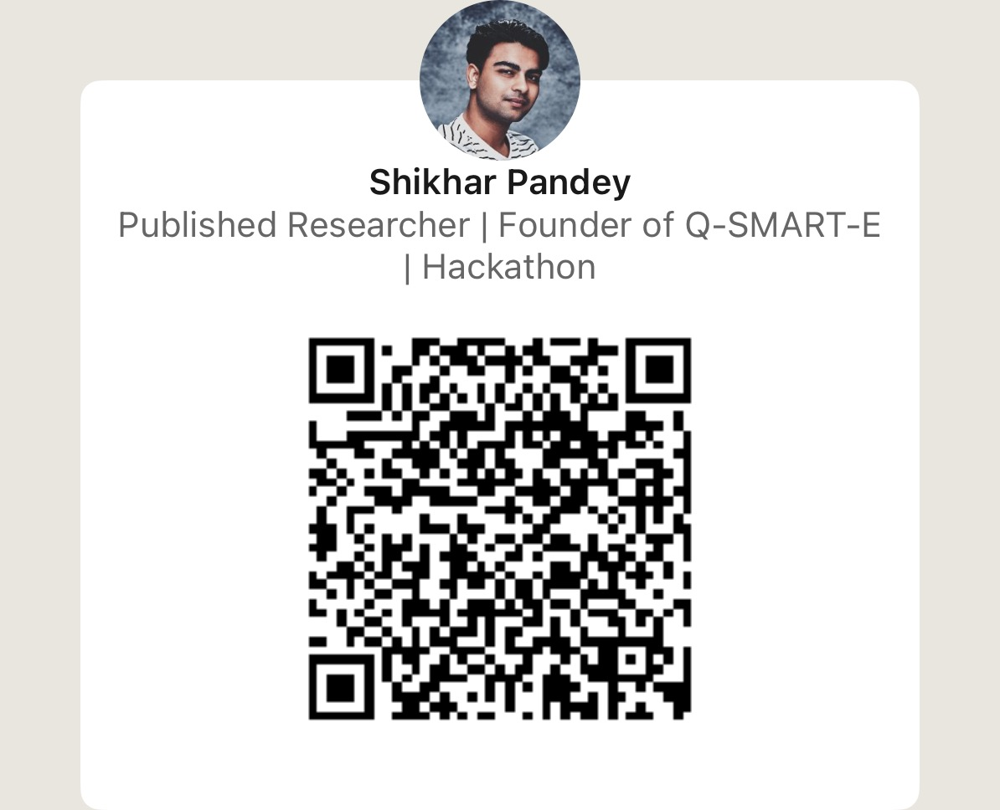 Shikhar Pandey
Published Researcher | Founder of Q-SMART-E
| Hackathon